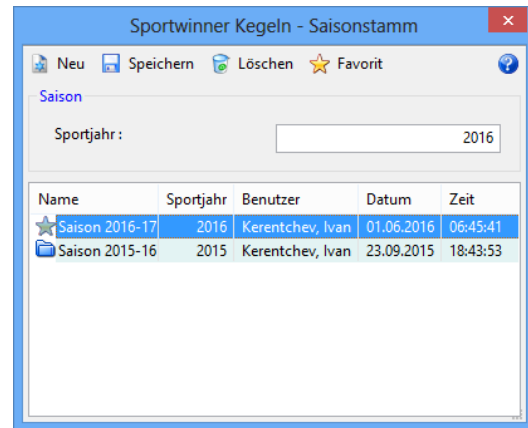 Sportwinner Kegeln - Saisonstamm
Neu Speichern Löschen Favorit
Saison
Sportjahr : 2016
Name Sportjahr Benutzer Datum Zeit
Saison 2016-17 2016 Kerentchev, Ivan 01.06.2016 06:45:41
Saison 2015-16 2015 Kerentchev, Ivan 23.09.2015 18:43:53